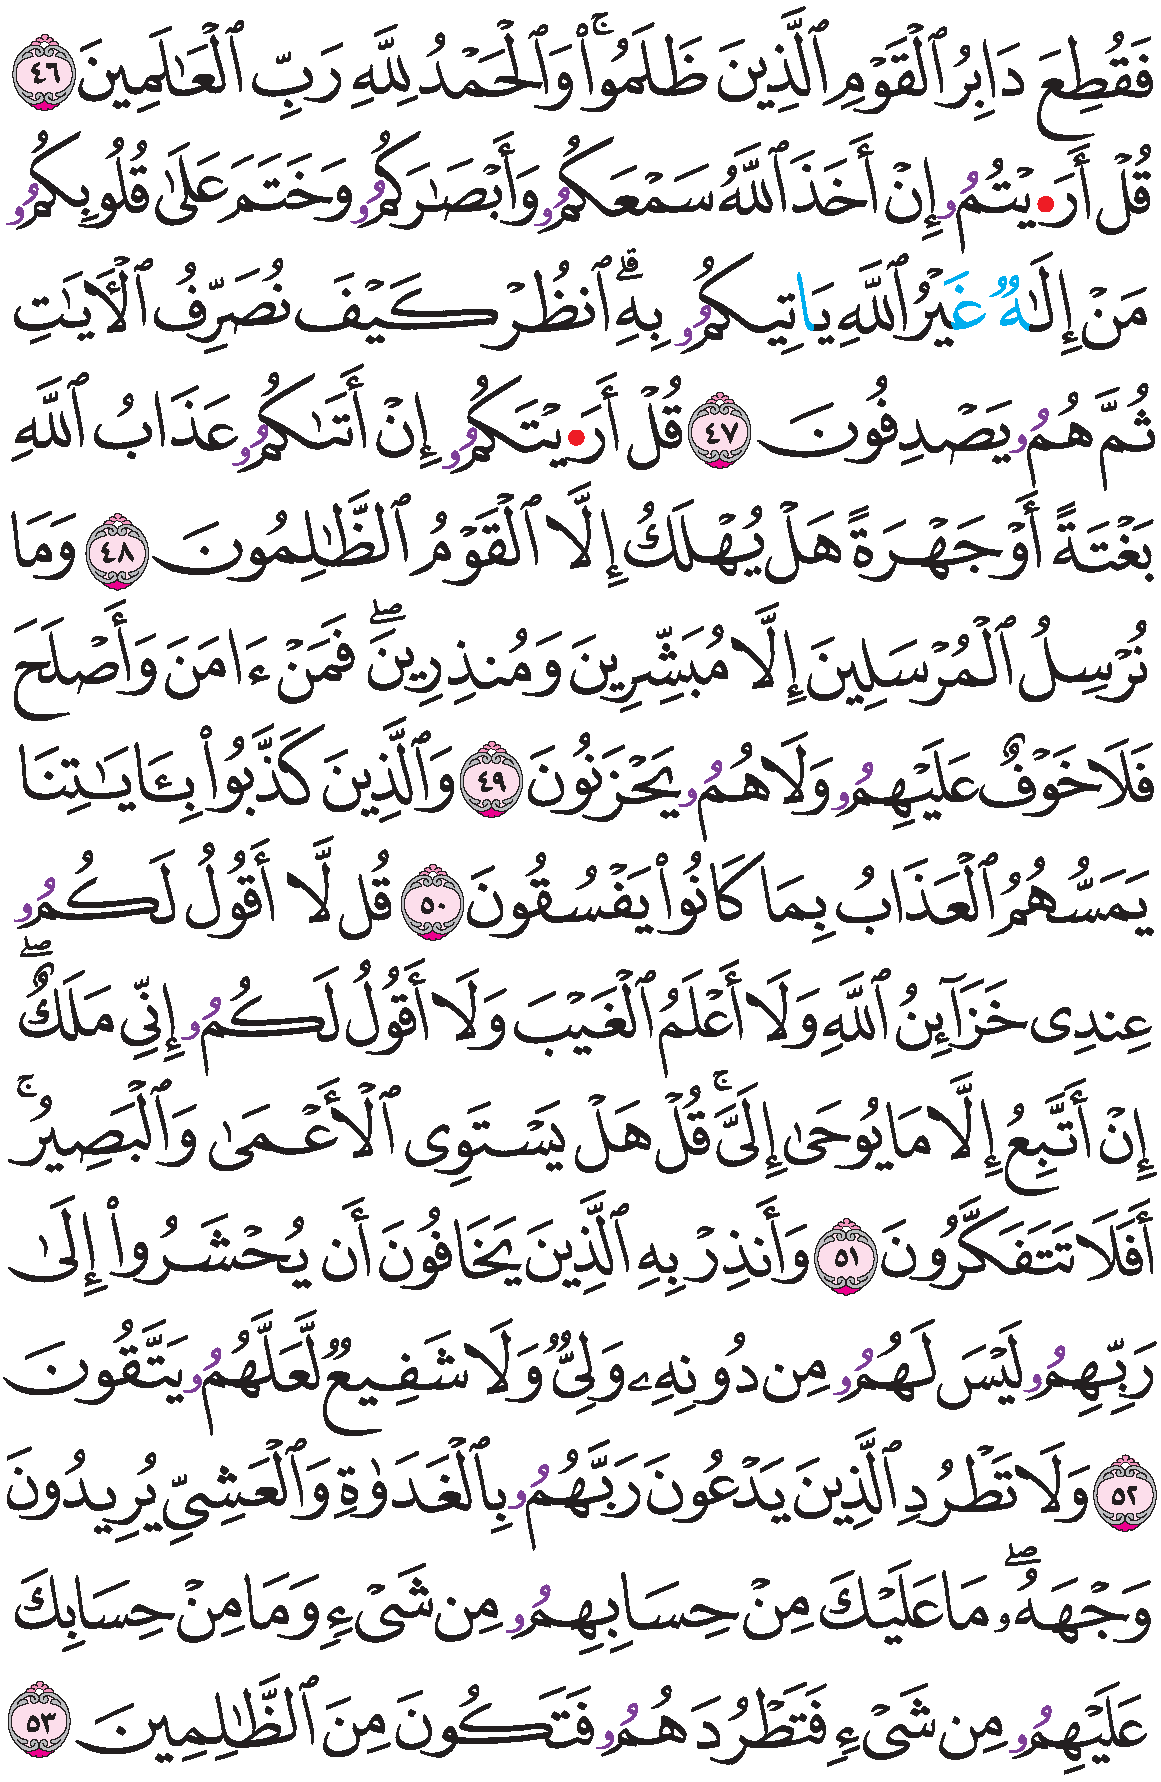 فَقُطِعَ دَابِرُ ٱلْقَوْمِ ٱلَّذِينَ ظَلَمُواْۚ وَٱلْحَمْدُ لِلَّهِ رَبِّ ٱلْعَٰلَمِينَ ٤٦
قُلْ أَرَ•يْتُمُۥ إِنْ أَخَذَ ٱللَّهُ سَمْعَكُمُۥ وَأَبْصَٰرَكُمُۥ وَخَتَمَ عَلَىٰ قُلُوبِكُمُۥ
مَنْ إِلَٰهٌ غَيْرُ ٱللَّهِ يَاتِيكُمُۥ بِهِۗ ٱنظُرْ كَيْفَ نُصَرِّفُ ٱلْأٓيَٰتِ
ثُمَّ هُمُۥ يَصْدِفُونَ ٤٧ قُلْ أَرَ•يْتَكُمُۥ إِنْ أَتَىٰكُمُۥ عَذَابُ ٱللَّهِ
بَغْتَةً أَوْ جَهْرَةً هَلْ يُهْلَكُ إِلَّا ٱلْقَوْمُ ٱلظَّٰلِمُونَ ٤٨ وَمَا
نُرْسِلُ ٱلْمُرْسَلِينَ إِلَّا مُبَشِّرِينَ وَمُنذِرِينَۖ فَمَنْ ءَامَنَ وَأَصْلَحَ
فَلَا خَوْفٌ عَلَيْهِمُۥ وَلَا هُمُۥ يَحْزَنُونَ ٤٩ وَٱلَّذِينَ كَذَّبُواْ بِـَٔايَٰتِنَا
يَمَسُّهُمُ ٱلْعَذَابُ بِمَا كَانُواْ يَفْسُقُونَ ٥٠ قُل لَّا أَقُولُ لَكُمُۥ
عِندِى خَزَآئِنُ ٱللَّهِ وَلَا أَعْلَمُ ٱلْغَيْبَ وَلَا أَقُولُ لَكُمُۥ إِنِّي مَلَكٌۖ
إِنْ أَتَّبِعُ إِلَّا مَا يُوحَىٰ إِلَيَّۚ قُلْ هَلْ يَسْتَوِى ٱلْأَعْمَىٰ وَٱلْبَصِيرُۚ
أَفَلَا تَتَفَكَّرُونَ ٥١ وَأَنذِرْ بِهِ ٱلَّذِينَ يَخَافُونَ أَن يُحْشَرُواْ إِلَىٰ
رَبِّهِمُۥ لَيْسَ لَهُمُۥ مِن دُونِهِۦ وَلِيٌّ وَلَا شَفِيعٌ لَّعَلَّهُمُۥ يَتَّقُونَ
٥٢ وَلَا تَطْرُدِ ٱلَّذِينَ يَدْعُونَ رَبَّهُمُۥ بِٱلْغَدَوٰةِ وَٱلْعَشِيِّ يُرِيدُونَ
وَجْهَهُۥۖ مَا عَلَيْكَ مِنْ حِسَابِهِمُۥ مِن شَىْءٍ وَمَا مِنْ حِسَابِكَ
عَلَيْهِمُۥ مِن شَىْءٍ فَتَطْرُدَهُمُۥ فَتَكُونَ مِنَ ٱلظَّٰلِمِينَ ٥٣